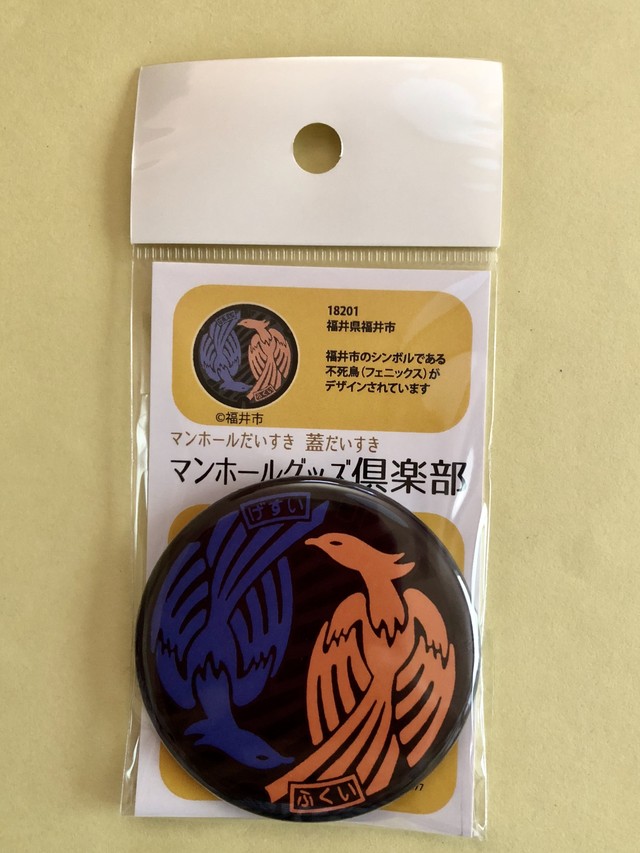 18201
福井県福井市
福井市のシンボルである
不死鳥(フェニックス)が
デザインされています
©福井市
マンホールだいすき 蓋だいすき
マンホールグッズ倶楽部
げすい
ふくい